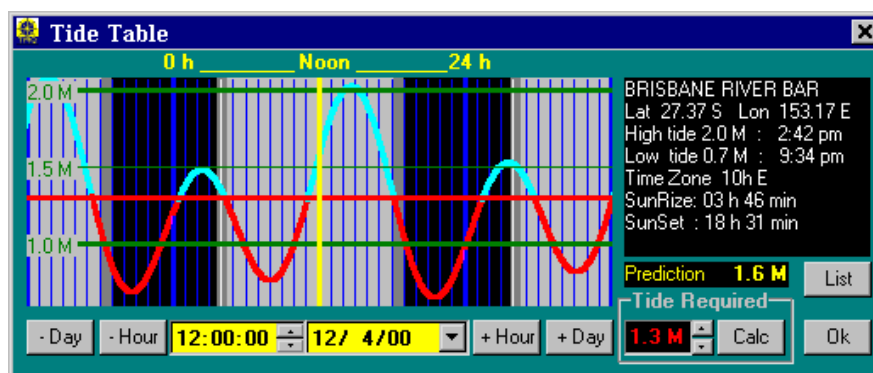 Tide Table
0 h ________ Noon ________ 24 h
2.0 M
1.5 M
1.0 M
BRISBANE RIVER BAR
Lat 27.37 S Lon 153.17 E
High tide 2.0 M : 2:42 pm
Low tide 0.7 M : 9:34 pm
Time Zone 10h E
SunRize: 03 h 46 min
SunSet : 18 h 31 min
Prediction 1.6 M
List
Tide Required
1.3 M Calc
Ok
- Day - Hour 12:00:00 12/ 4/00 + Hour + Day